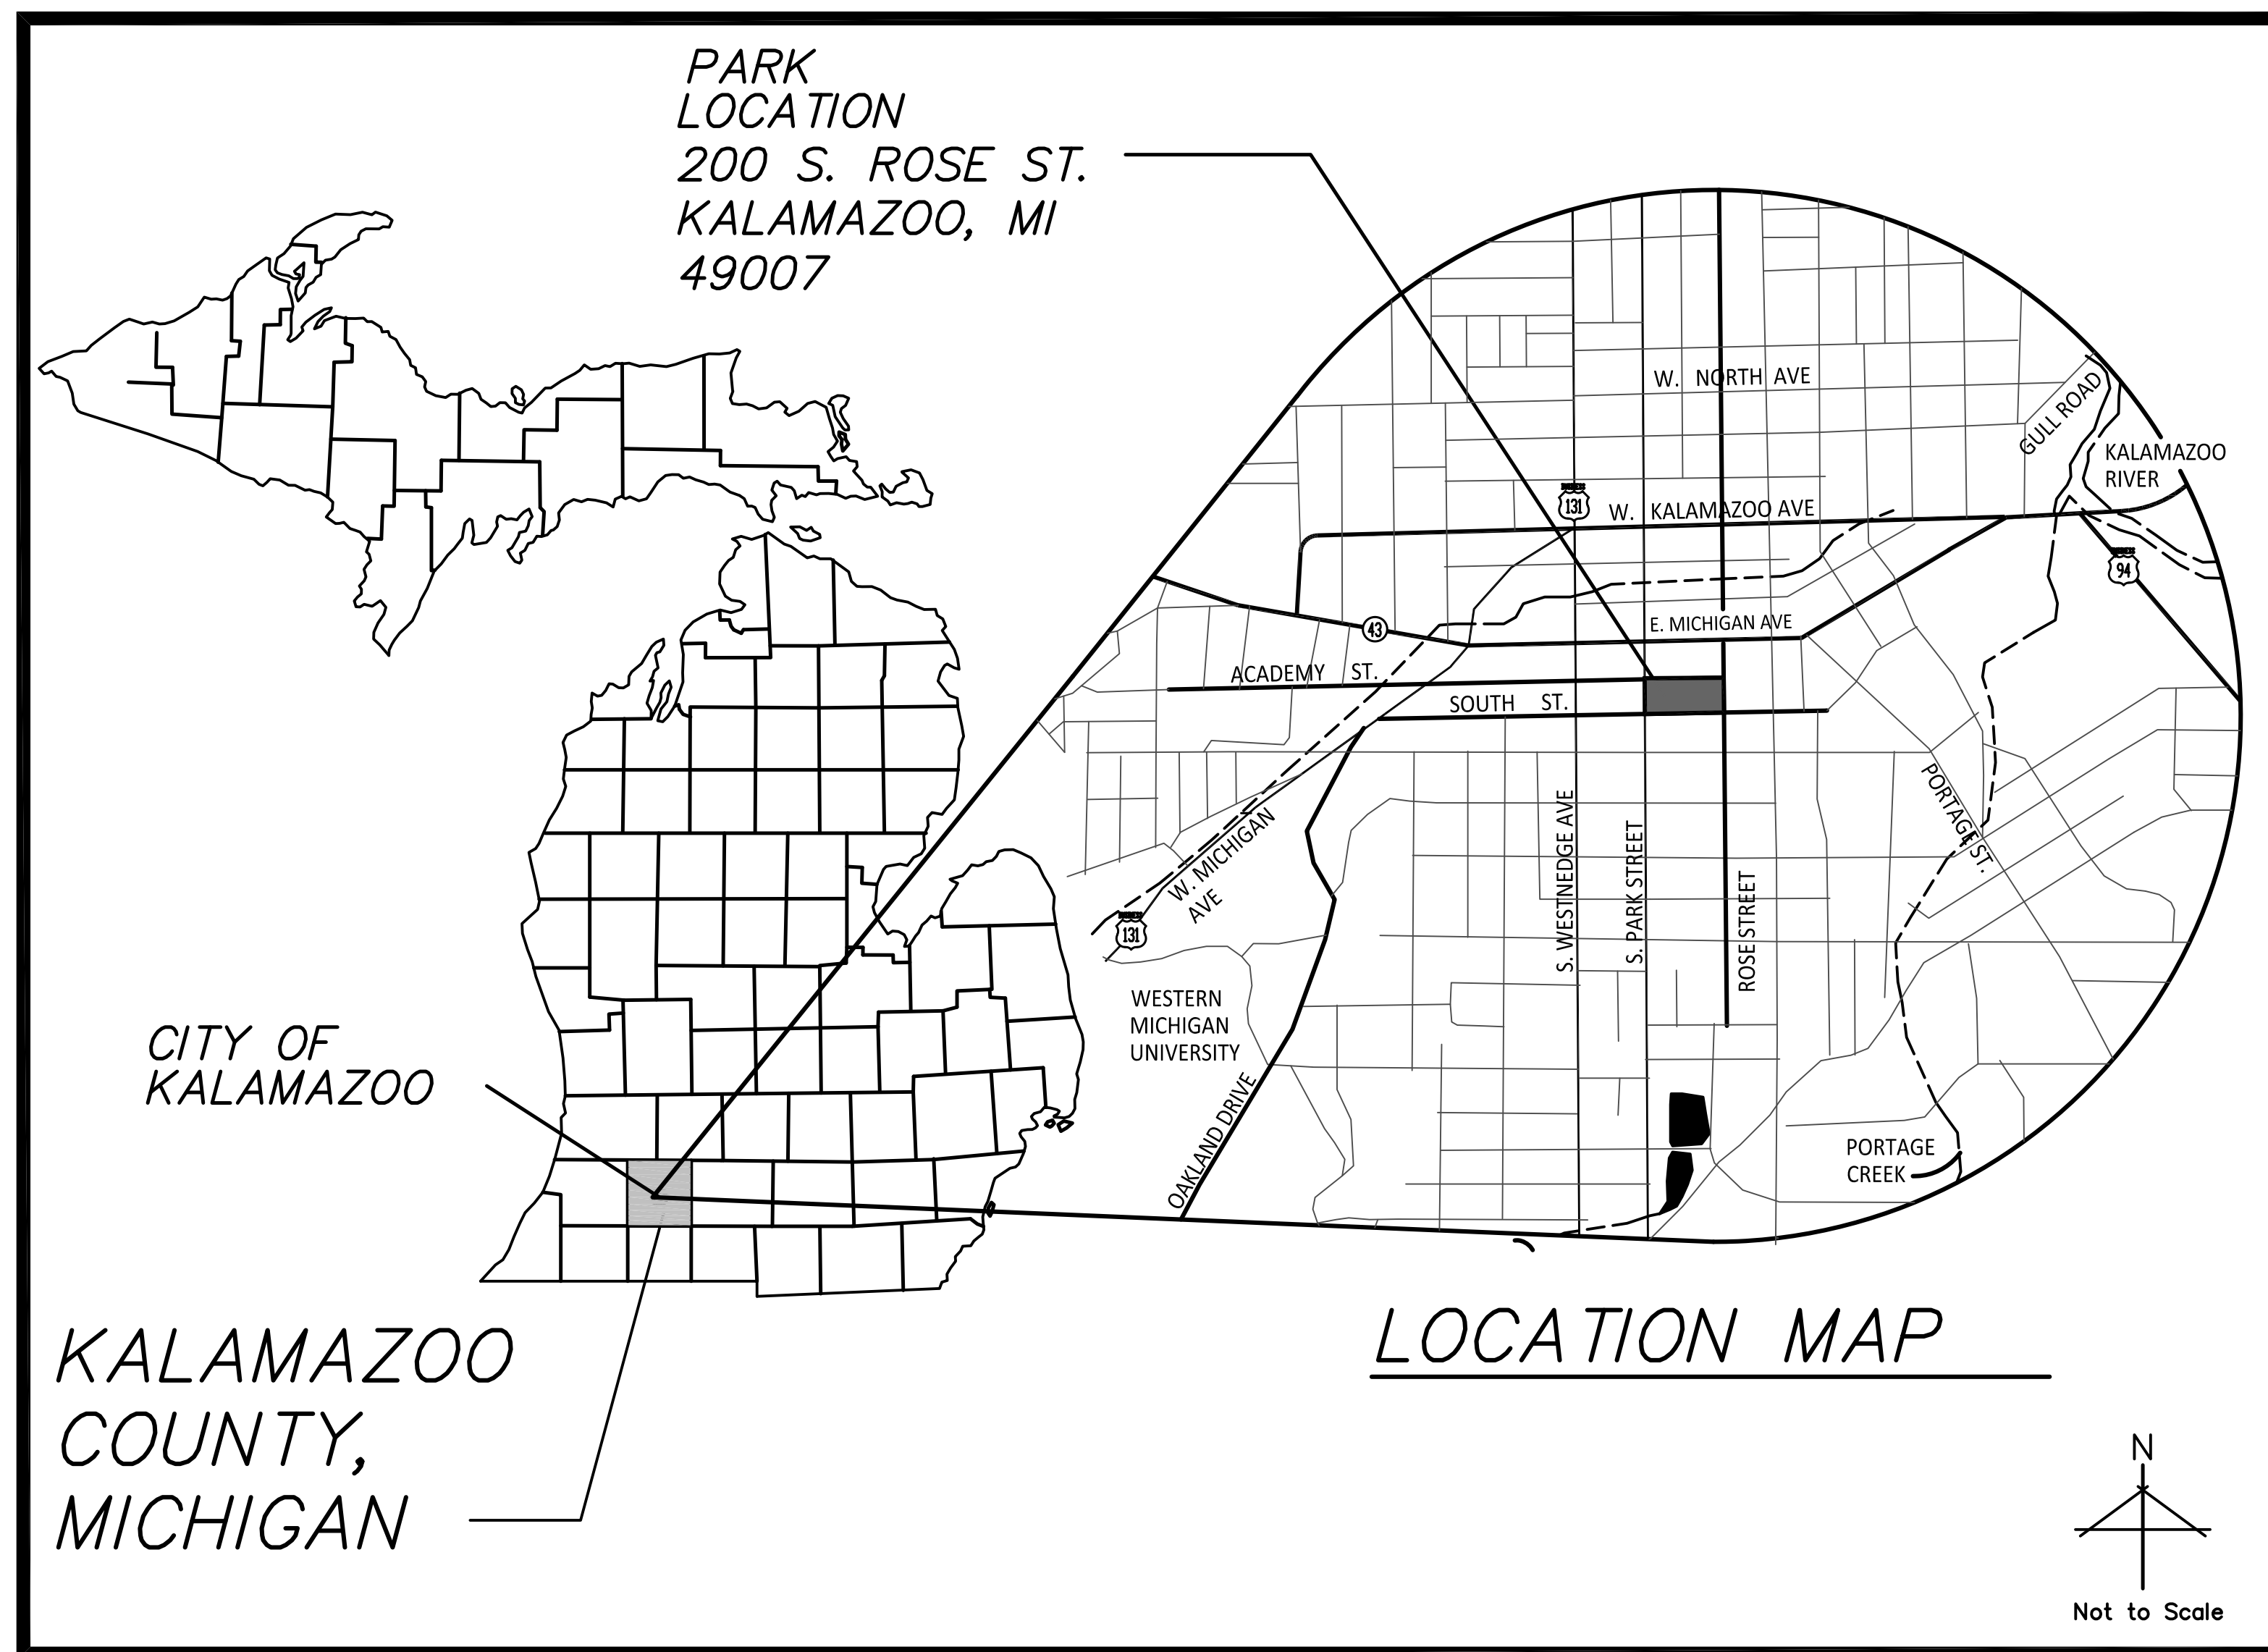 PARK
LOCATION
200 S. ROSE ST.
KALAMAZOO, MI
49007
W. NORTH AVE
GULL ROAD
KALAMAZOO
RIVER
131
W. KALAMAZOO AVE
94
E. MICHIGAN AVE
43
ACADEMY ST.
SOUTH ST.
PORTAGE ST.
S. WESTNEDGE AVE
S. PARK STREET
ROSE STREET
W. MICHIGAN
AVE
131
WESTERN
MICHIGAN
UNIVERSITY
OAKLAND DRIVE
PORTAGE
CREEK
CITY OF
KALAMAZOO
KALAMAZOO
COUNTY,
MICHIGAN
LOCATION MAP
N
Not to Scale